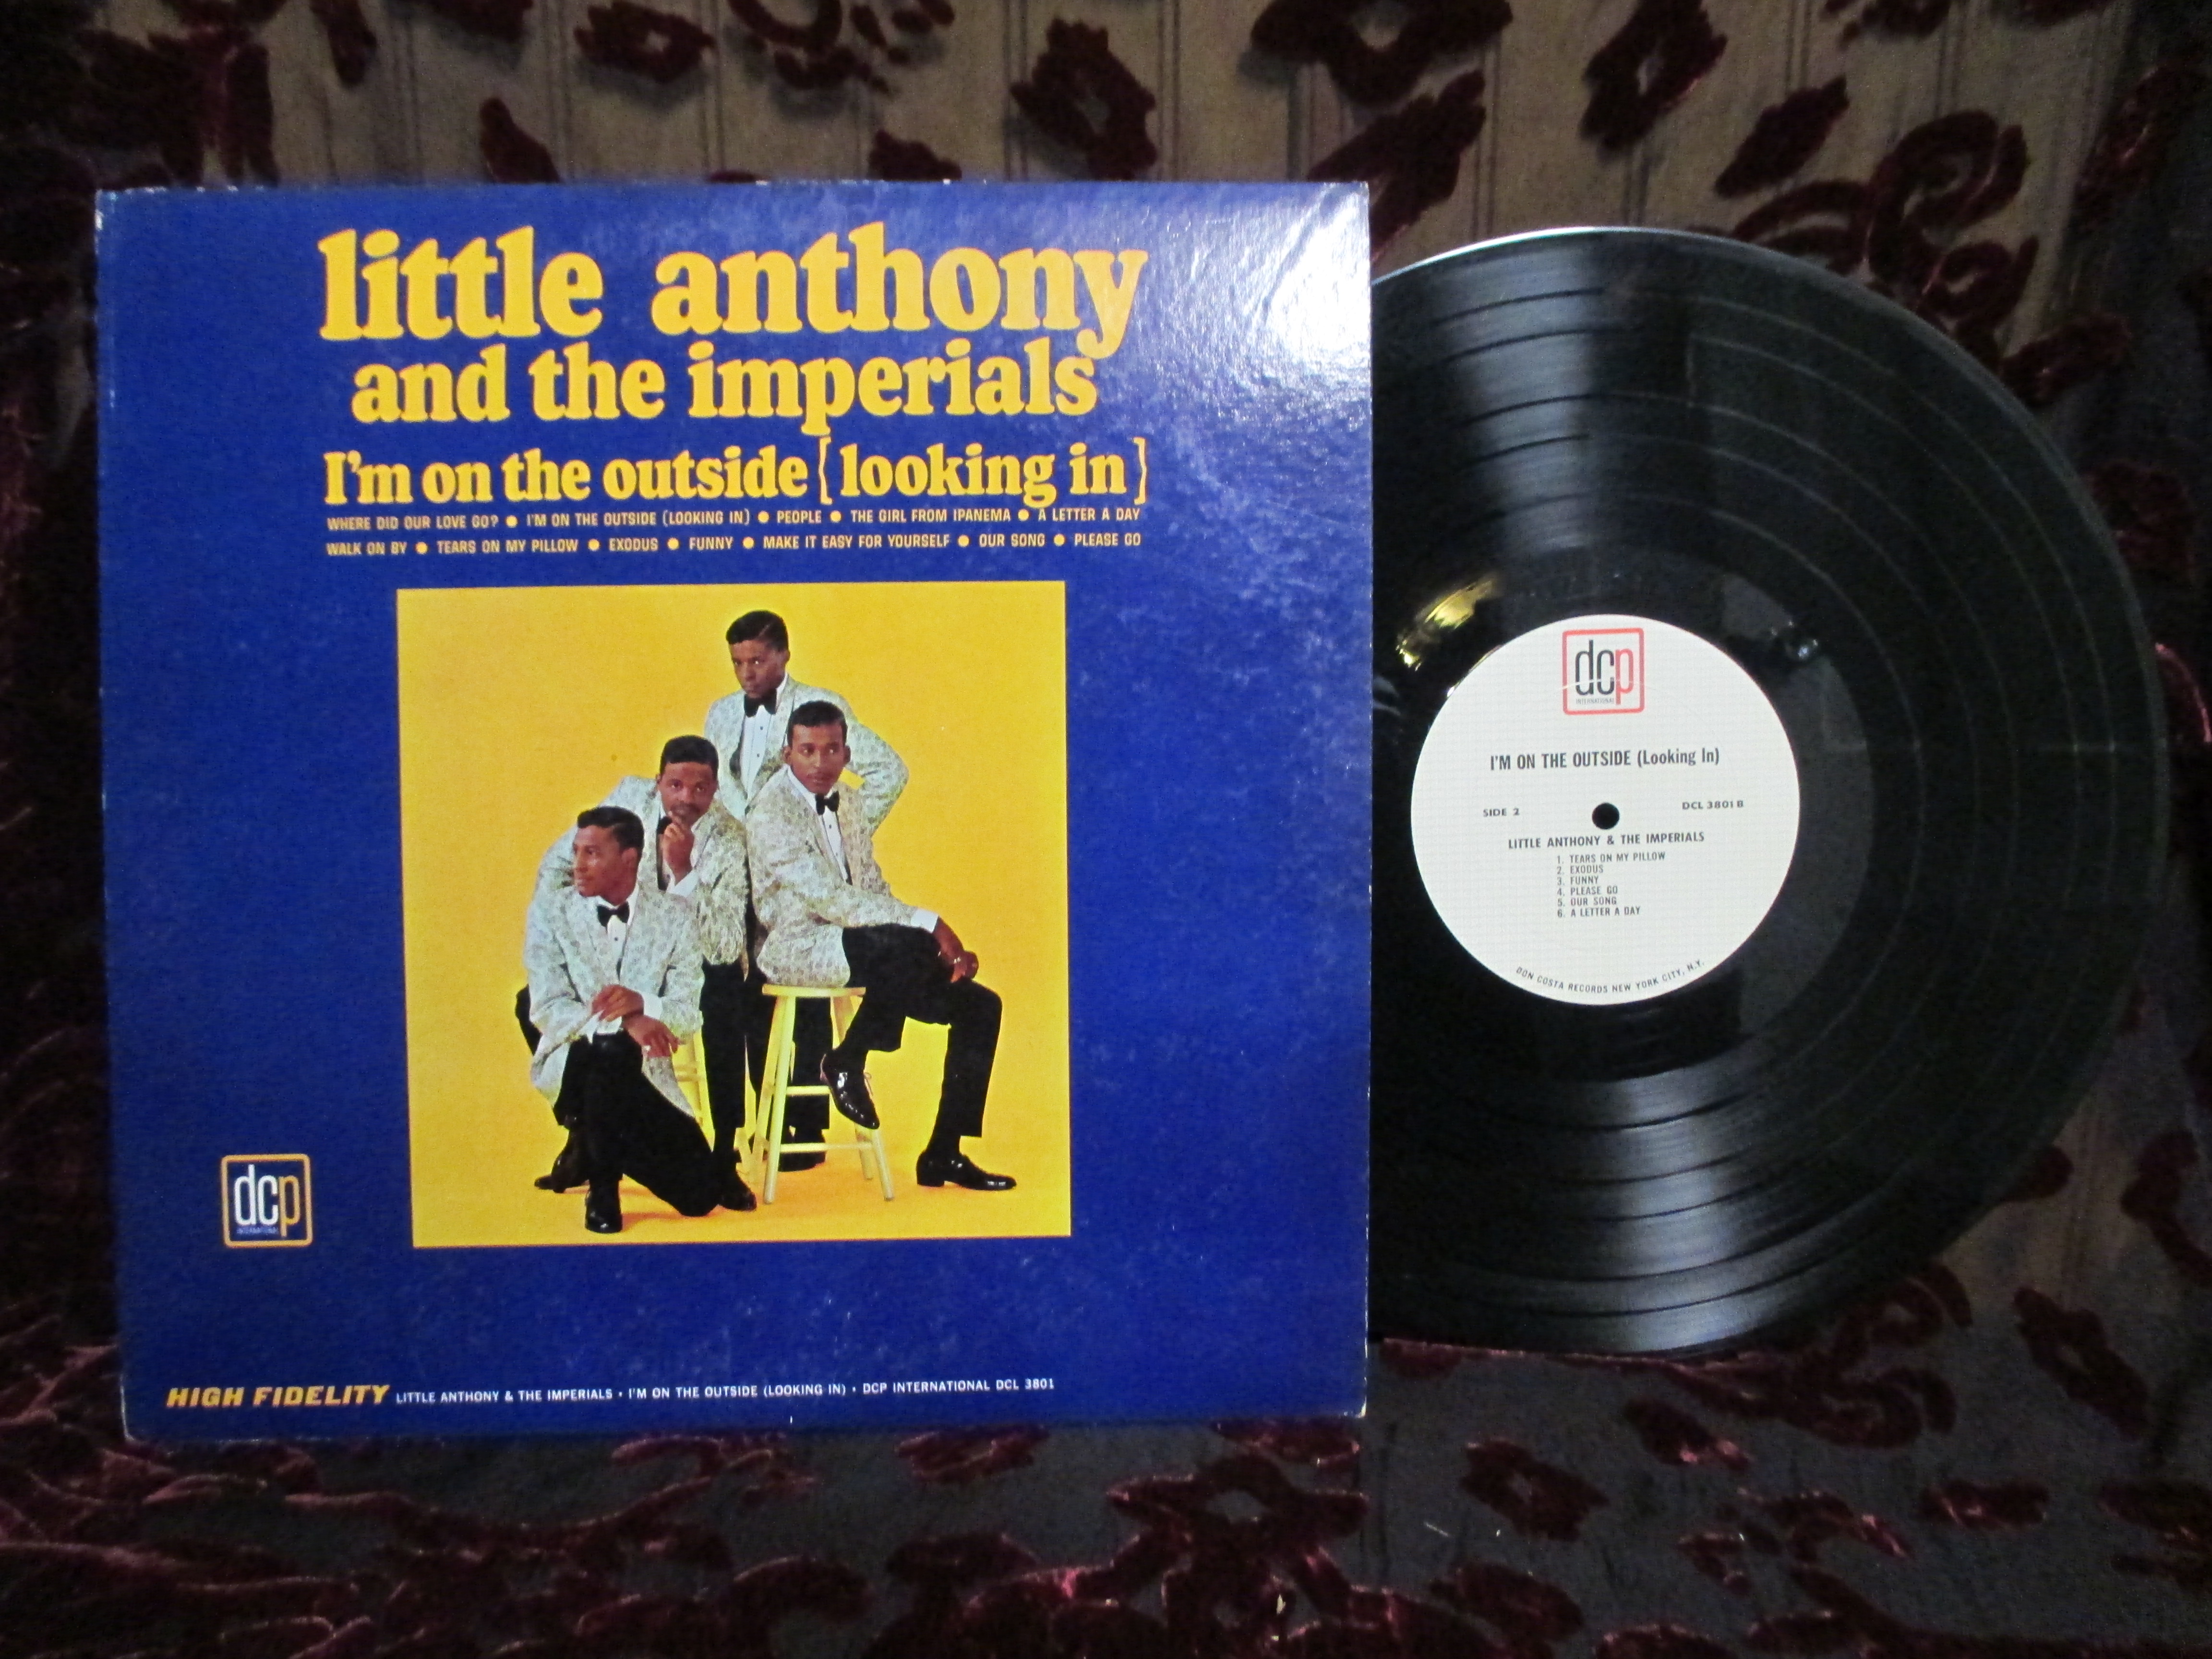 little anthony
and the imperials
I'm on the outside [looking in]
WHERE DID OUR LOVE GO? ● I'M ON THE OUTSIDE (LOOKING IN) ● PEOPLE ● THE GIRL FROM IPANEMA ● A LETTER A DAY
WALK ON BY ● TEARS ON MY PILLOW ● EXODUS ● FUNNY ● MAKE IT EASY FOR YOURSELF ● OUR SONG ● PLEASE GO
dcp
INTERNATIONAL
HIGH FIDELITY LITTLE ANTHONY & THE IMPERIALS • I'M ON THE OUTSIDE (LOOKING IN) • DCP INTERNATIONAL DCL 3801
dcp
INTERNATIONAL
I'M ON THE OUTSIDE (Looking In)
SIDE 2 DCL 3801 B
LITTLE ANTHONY & THE IMPERIALS
1. TEARS ON MY PILLOW
2. EXODUS
3. FUNNY
4. PLEASE GO
5. OUR SONG
6. A LETTER A DAY
DON COSTA RECORDS NEW YORK CITY, N.Y.